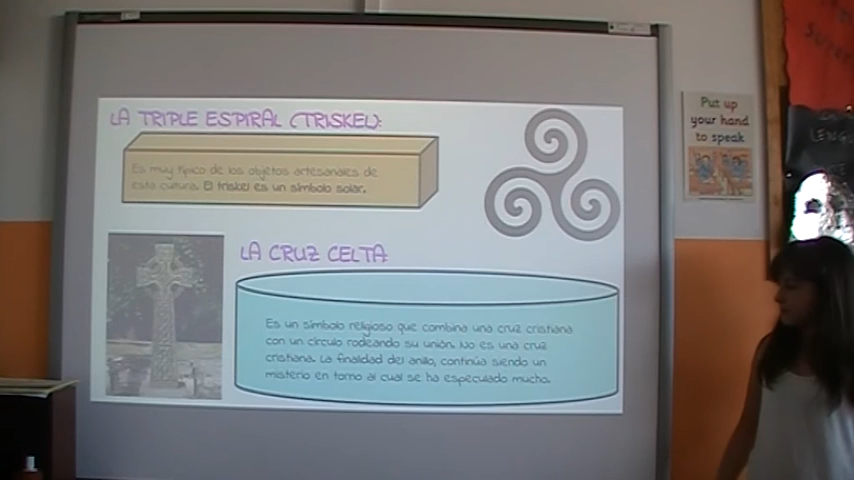 LA TRIPLE ESPIRAL (TRISKEL):
Es muy típico de los objetos artesanales de
esta cultura. El triskel es un símbolo solar.
LA CRUZ CELTA:
Es un símbolo religioso que combina una cruz cristiana
con un círculo rodeando su unión. No es una cruz
cristiana. La finalidad del anillo, continúa siendo un
misterio en torno al cual se ha especulado mucho.
Put up
your hand
to speak